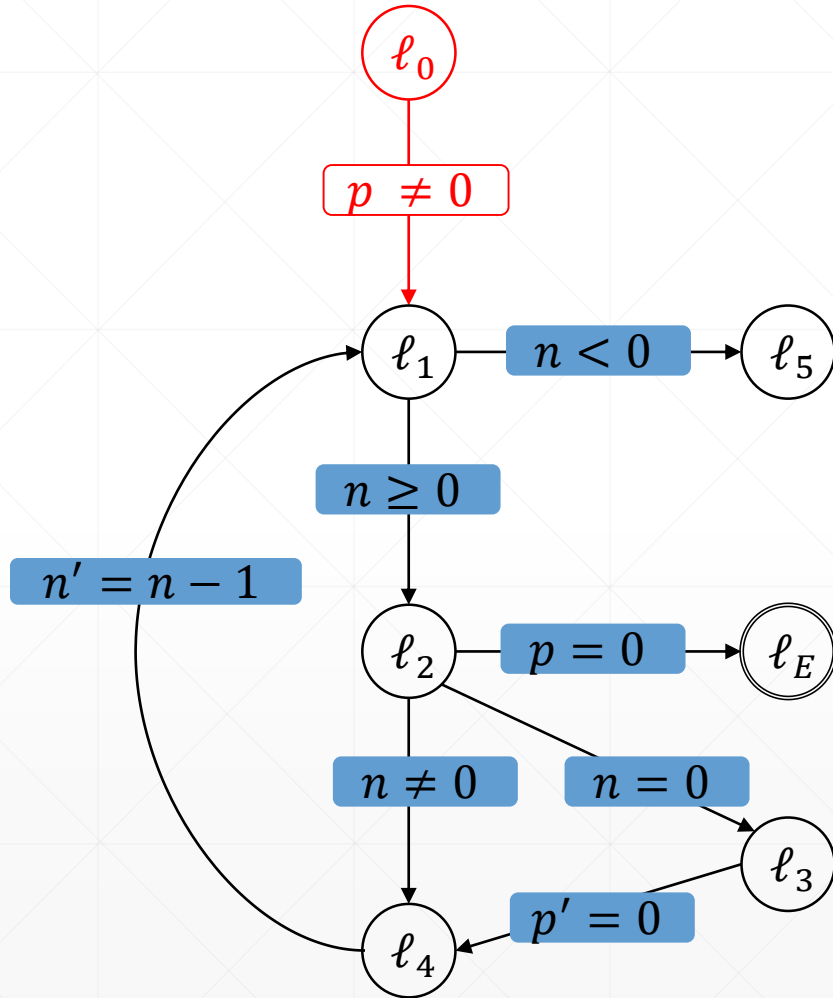 ℓ0
p ≠ 0
ℓ1
n < 0
ℓ5
n ≥ 0
n′ = n − 1
ℓ2
p = 0
ℓE
n ≠ 0
n = 0
ℓ3
p′ = 0
ℓ4